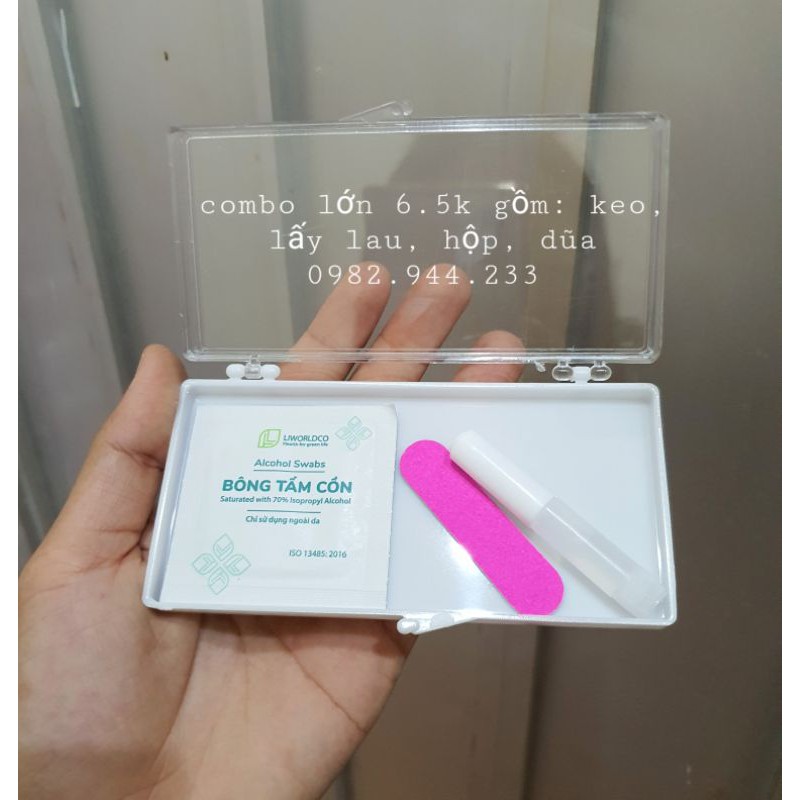 combo lớn 6.5k gồm: keo,
lấy lau, hộp, dũa
0982.944.233
LIWORLDCO
Alcohol Swabs
BÔNG TẨM CỒN
Saturated with 70% Isopropyl Alcohol
Chỉ sử dụng ngoài da
ISO 13485: 2016